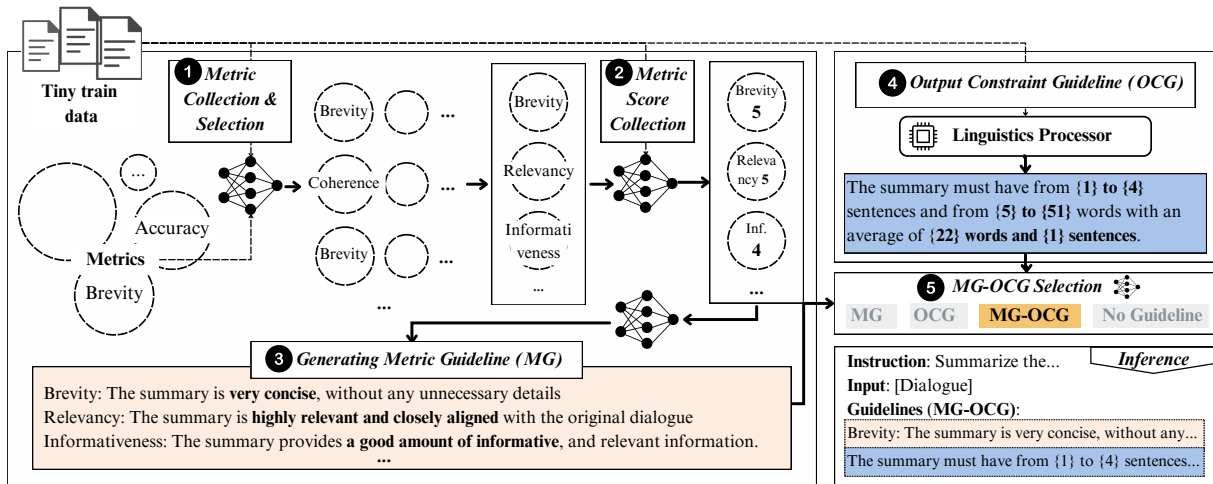 Tiny train
data
1 Metric
Collection &
Selection
...
Accuracy
Metrics
Brevity
Brevity
...
Coherence
...
Brevity
...
...
Brevity
Relevancy
Informati
veness
...
2 Metric
Score
Collection
Brevity
5
Releva
ncy 5
Inf.
4
...
3 Generating Metric Guideline (MG)
Brevity: The summary is very concise, without any unnecessary details
Relevancy: The summary is highly relevant and closely aligned with the original dialogue
Informativeness: The summary provides a good amount of informative, and relevant information.
...
4 Output Constraint Guideline (OCG)
Linguistics Processor
The summary must have from {1} to {4}
sentences and from {5} to {51} words with an
average of {22} words and {1} sentences.
5 MG-OCG Selection
MG OCG MG-OCG No Guideline
Inference
Instruction: Summarize the...
Input: [Dialogue]
Guidelines (MG-OCG):
Brevity: The summary is very concise, without any...
The summary must have from {1} to {4} sentences...